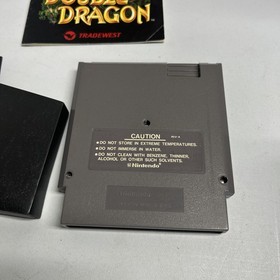 DOUBLE
DRAGON
TRADEWEST
CAUTION
● DO NOT STORE IN EXTREME TEMPERATURES.
● DO NOT IMMERSE IN WATER.
● DO NOT CLEAN WITH BENZENE, THINNER,
ALCOHOL OR OTHER SUCH SOLVENTS.
Nintendo®